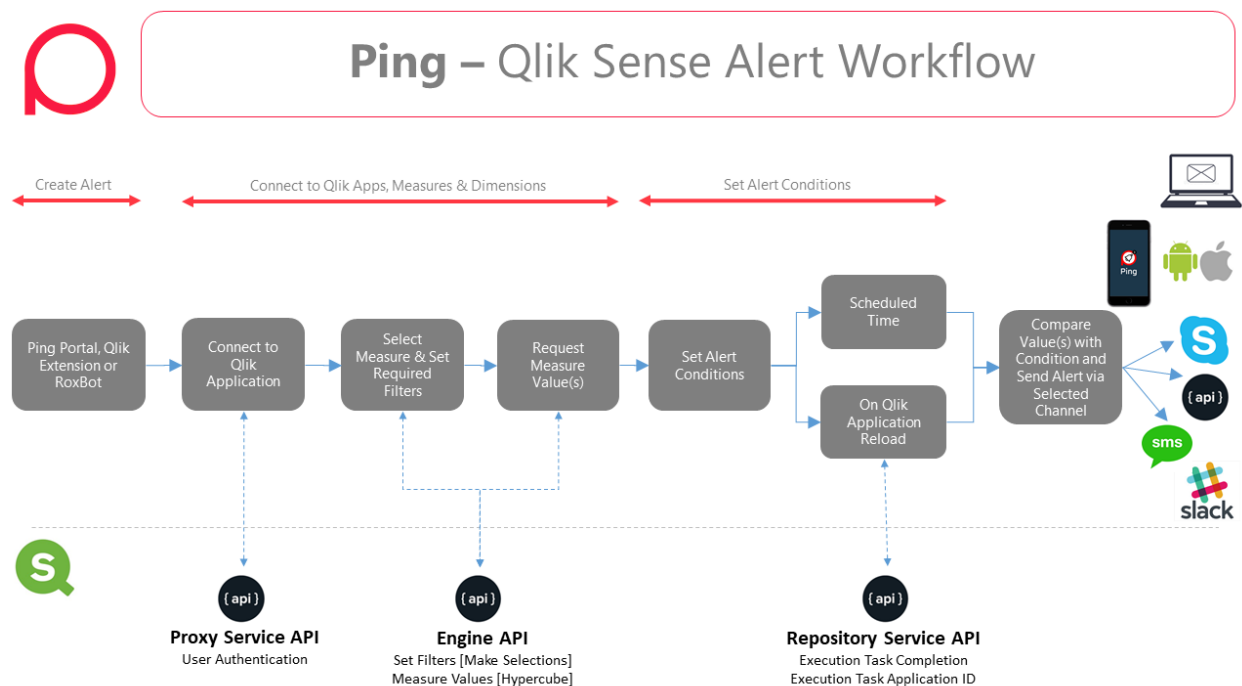 Ping – Qlik Sense Alert Workflow
Create Alert
Connect to Qlik Apps, Measures & Dimensions
Set Alert Conditions
Ping
Ping Portal, Qlik
Extension or
RoxBot
Connect to
Qlik
Application
Select
Measure & Set
Required
Filters
Request
Measure
Value(s)
Set Alert
Conditions
Scheduled
Time
On Qlik
Application
Reload
Compare
Value(s) with
Condition and
Send Alert via
Selected
Channel
S
{ api }
sms
slack
S
{ api }
Proxy Service API
User Authentication
{ api }
Engine API
Set Filters [Make Selections]
Measure Values [Hypercube]
{ api }
Repository Service API
Execution Task Completion
Execution Task Application ID